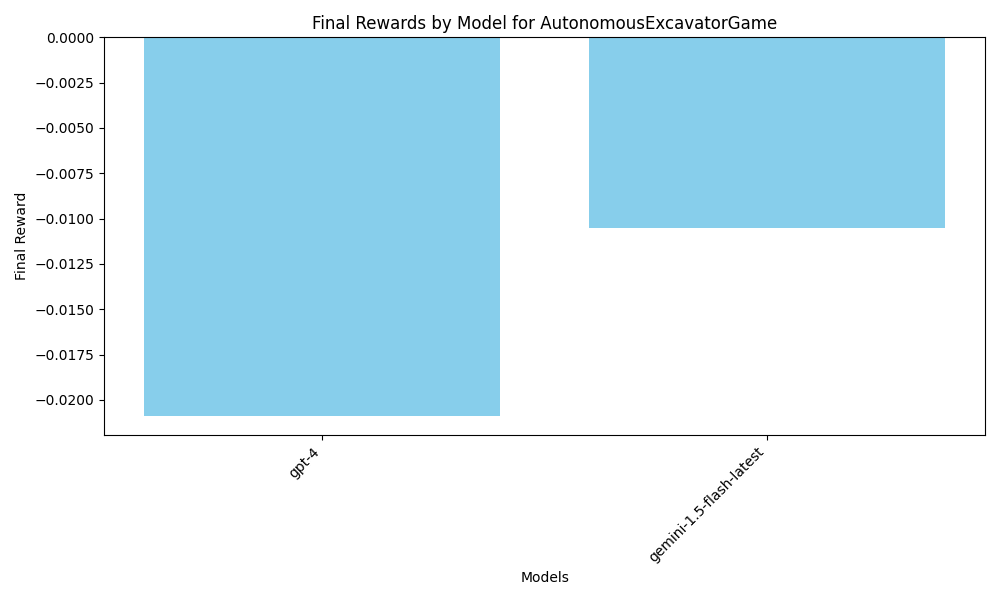 Final Rewards by Model for AutonomousExcavatorGame
Final Reward
0.0000
−0.0025
−0.0050
−0.0075
−0.0100
−0.0125
−0.0150
−0.0175
−0.0200
gpt-4
gemini-1.5-flash-latest
Models